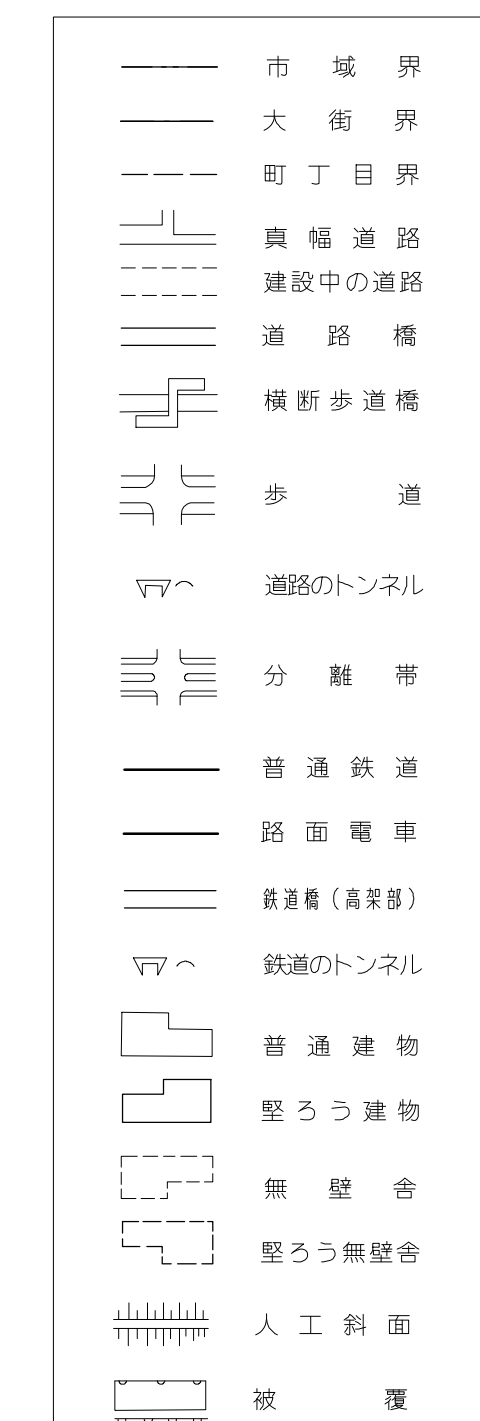 市域界
大街界
町丁目界
真幅道路
建設中の道路
道路橋
横断歩道橋
歩道
道路のトンネル
分離帯
普通鉄道
路面電車
鉄道橋(高架部)
鉄道のトンネル
普通建物
堅ろう建物
無壁舎
堅ろう無壁舎
人工斜面
被覆